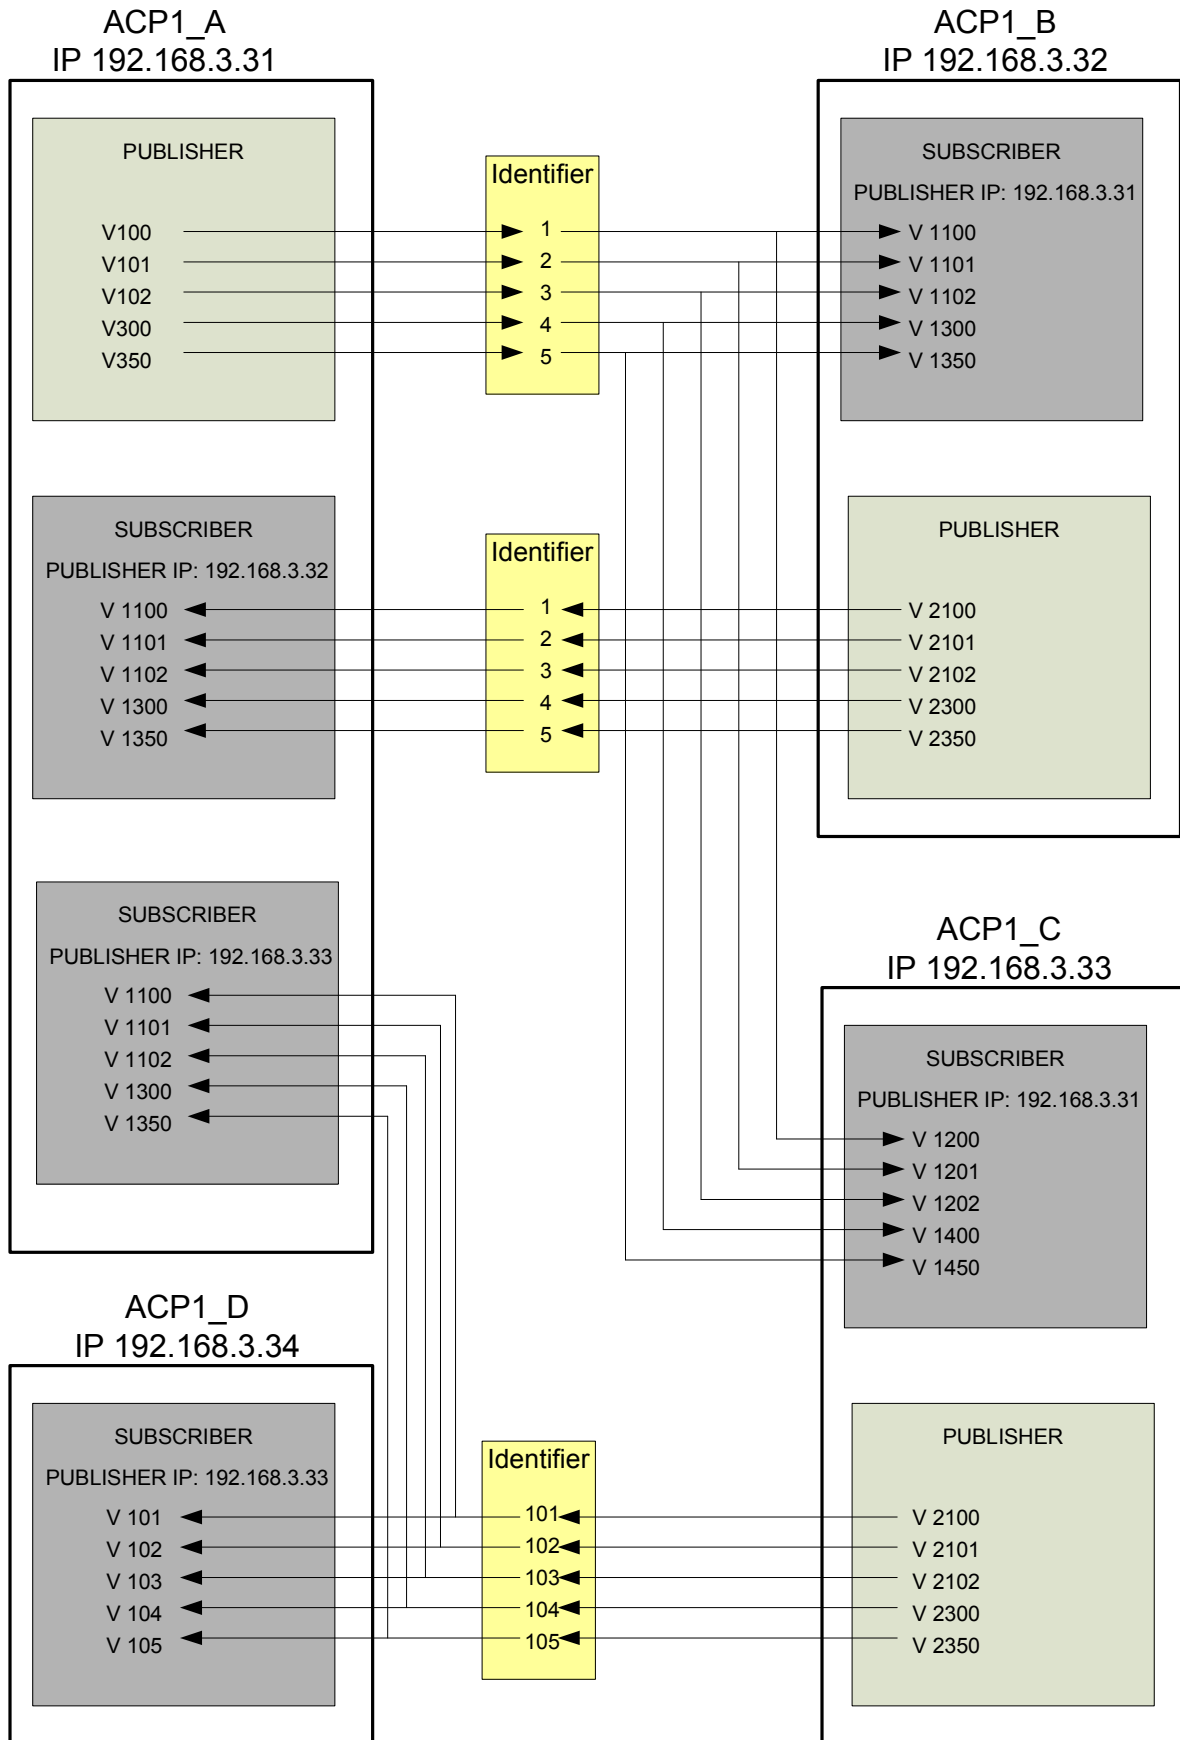 ACP1_A
IP 192.168.3.31
PUBLISHER
V100
V101
V102
V300
V350
Identifier
1
2
3
4
5
ACP1_B
IP 192.168.3.32
SUBSCRIBER
PUBLISHER IP: 192.168.3.31
V 1100
V 1101
V 1102
V 1300
V 1350
SUBSCRIBER
PUBLISHER IP: 192.168.3.32
V 1100
V 1101
V 1102
V 1300
V 1350
Identifier
1
2
3
4
5
PUBLISHER
V 2100
V 2101
V 2102
V 2300
V 2350
SUBSCRIBER
PUBLISHER IP: 192.168.3.33
V 1100
V 1101
V 1102
V 1300
V 1350
ACP1_C
IP 192.168.3.33
SUBSCRIBER
PUBLISHER IP: 192.168.3.31
V 1200
V 1201
V 1202
V 1400
V 1450
ACP1_D
IP 192.168.3.34
SUBSCRIBER
PUBLISHER IP: 192.168.3.33
V 101
V 102
V 103
V 104
V 105
Identifier
101
102
103
104
105
PUBLISHER
V 2100
V 2101
V 2102
V 2300
V 2350